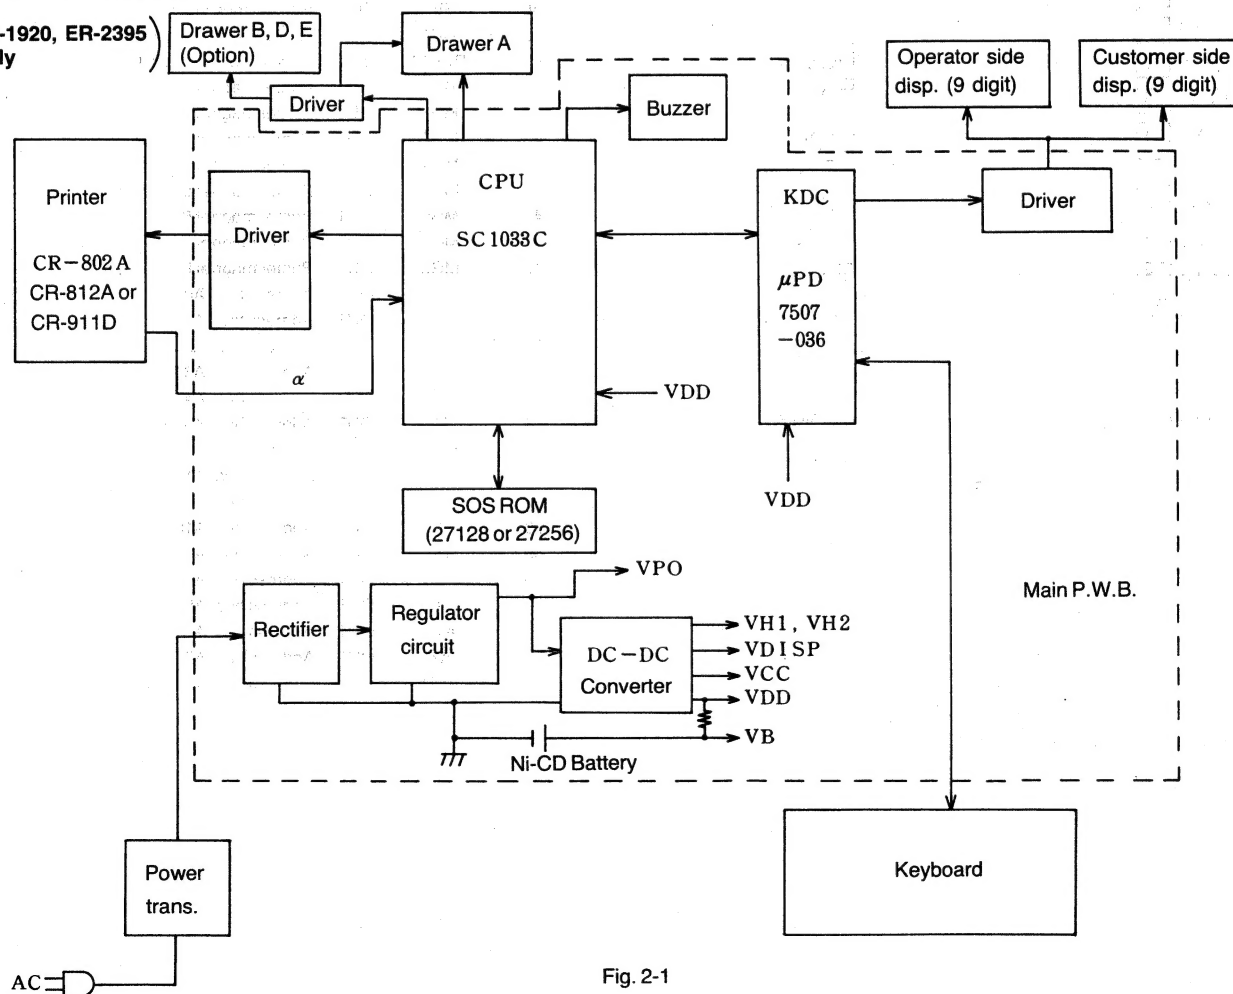 -1920, ER-2395
ly
Drawer B, D, E
(Option)
Drawer A
Driver
Buzzer
Operator side
disp. (9 digit)
Customer side
disp. (9 digit)
Printer
CR-802A
CR-812A or
CR-911D
Driver
CPU
SC1033C
KDC
μPD
7507
-036
Driver
α
VDD
VDD
SOS ROM
(27128 or 27256)
VPO
Main P.W.B.
Rectifier
Regulator
circuit
DC-DC
Converter
VH1, VH2
VDISP
VCC
VDD
VB
Ni-CD Battery
Power
trans.
Keyboard
AC
Fig. 2-1